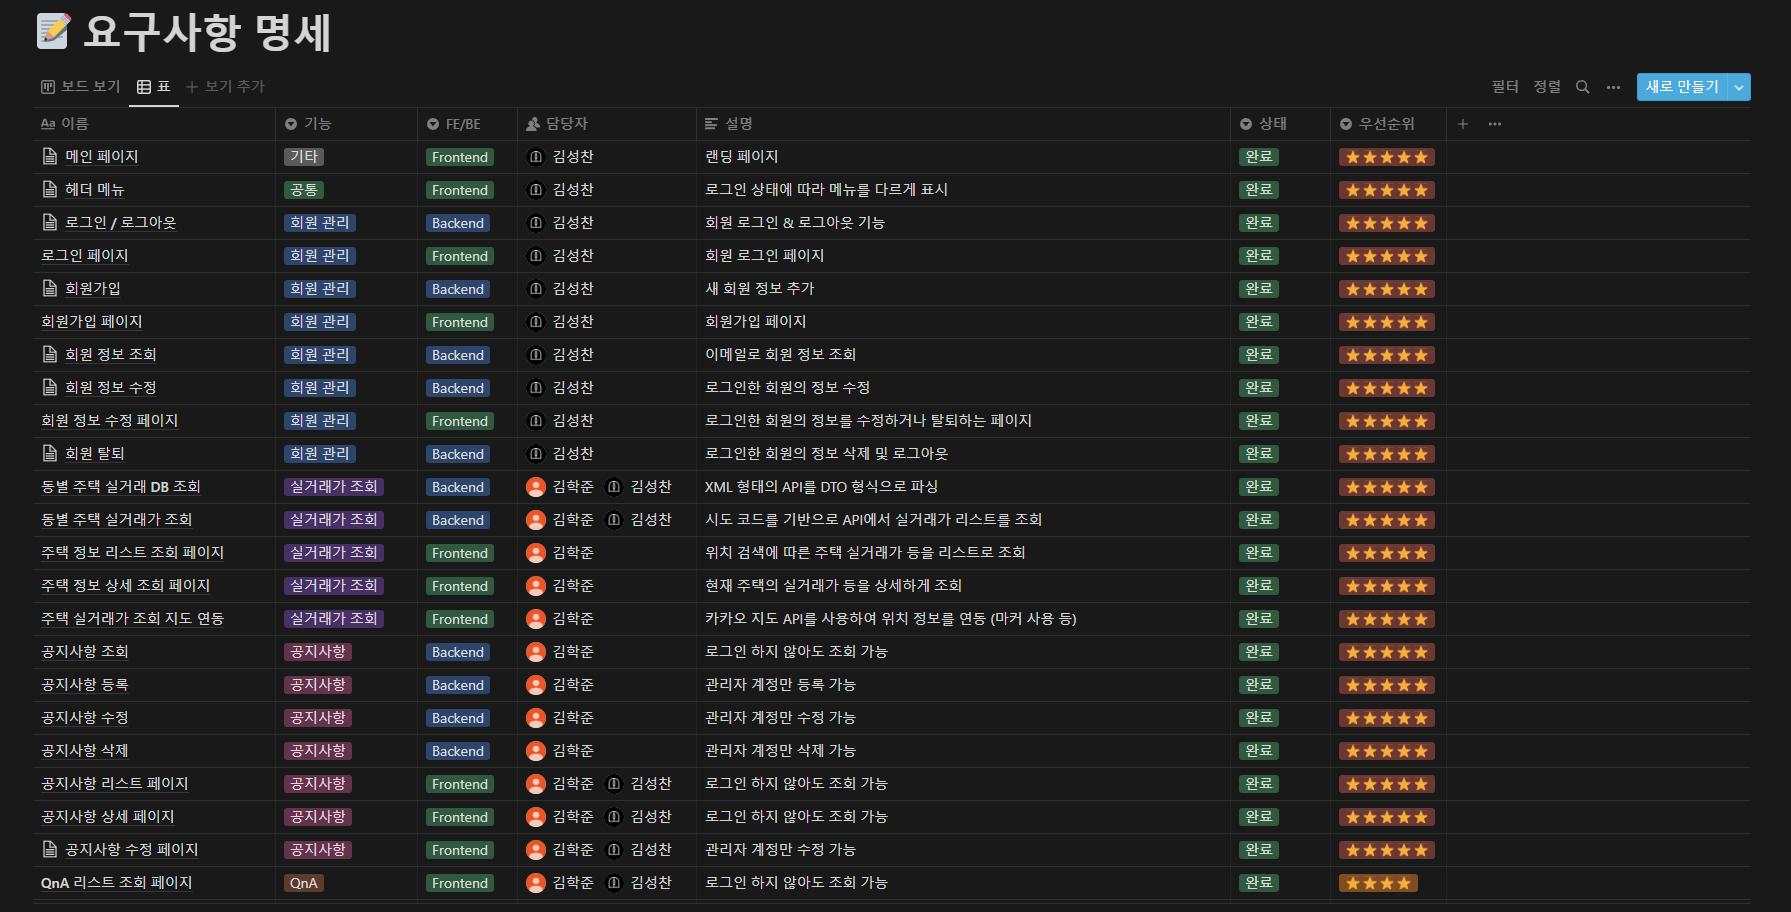 요구사항 명세
보드 보기 표 + 보기 추가 필터 정렬 새로 만들기
Aa 이름 기능 FE/BE 담당자 설명 상태 우선순위
메인 페이지 기타 Frontend 김성찬 랜딩 페이지 완료 ⭐⭐⭐⭐⭐
헤더 메뉴 공통 Frontend 김성찬 로그인 상태에 따라 메뉴를 다르게 표시 완료 ⭐⭐⭐⭐⭐
로그인 / 로그아웃 회원 관리 Backend 김성찬 회원 로그인 & 로그아웃 기능 완료 ⭐⭐⭐⭐⭐
로그인 페이지 회원 관리 Frontend 김성찬 회원 로그인 페이지 완료 ⭐⭐⭐⭐⭐
회원가입 회원 관리 Backend 김성찬 새 회원 정보 추가 완료 ⭐⭐⭐⭐⭐
회원가입 페이지 회원 관리 Frontend 김성찬 회원가입 페이지 완료 ⭐⭐⭐⭐⭐
회원 정보 조회 회원 관리 Backend 김성찬 이메일로 회원 정보 조회 완료 ⭐⭐⭐⭐⭐
회원 정보 수정 회원 관리 Backend 김성찬 로그인한 회원의 정보 수정 완료 ⭐⭐⭐⭐⭐
회원 정보 수정 페이지 회원 관리 Frontend 김성찬 로그인한 회원의 정보를 수정하거나 탈퇴하는 페이지 완료 ⭐⭐⭐⭐⭐
회원 탈퇴 회원 관리 Backend 김성찬 로그인한 회원의 정보 삭제 및 로그아웃 완료 ⭐⭐⭐⭐⭐
동별 주택 실거래 DB 조회 실거래가 조회 Backend 김학준 김성찬 XML 형태의 API를 DTO 형식으로 파싱 완료 ⭐⭐⭐⭐⭐
동별 주택 실거래가 조회 실거래가 조회 Backend 김학준 김성찬 시도 코드를 기반으로 API에서 실거래가 리스트를 조회 완료 ⭐⭐⭐⭐⭐
주택 정보 리스트 조회 페이지 실거래가 조회 Frontend 김학준 위치 검색에 따른 주택 실거래가 등을 리스트로 조회 완료 ⭐⭐⭐⭐⭐
주택 정보 상세 조회 페이지 실거래가 조회 Frontend 김학준 현재 주택의 실거래가 등을 상세하게 조회 완료 ⭐⭐⭐⭐⭐
주택 실거래가 조회 지도 연동 실거래가 조회 Frontend 김학준 카카오 지도 API를 사용하여 위치 정보를 연동 (마커 사용 등) 완료 ⭐⭐⭐⭐⭐
공지사항 조회 공지사항 Backend 김학준 로그인 하지 않아도 조회 가능 완료 ⭐⭐⭐⭐⭐
공지사항 등록 공지사항 Backend 김학준 관리자 계정만 등록 가능 완료 ⭐⭐⭐⭐⭐
공지사항 수정 공지사항 Backend 김학준 관리자 계정만 수정 가능 완료 ⭐⭐⭐⭐⭐
공지사항 삭제 공지사항 Backend 김학준 관리자 계정만 삭제 가능 완료 ⭐⭐⭐⭐⭐
공지사항 리스트 페이지 공지사항 Frontend 김학준 김성찬 로그인 하지 않아도 조회 가능 완료 ⭐⭐⭐⭐⭐
공지사항 상세 페이지 공지사항 Frontend 김학준 김성찬 로그인 하지 않아도 조회 가능 완료 ⭐⭐⭐⭐⭐
공지사항 수정 페이지 공지사항 Frontend 김학준 김성찬 관리자 계정만 수정 가능 완료 ⭐⭐⭐⭐⭐
QnA 리스트 조회 페이지 QnA Frontend 김학준 김성찬 로그인 하지 않아도 조회 가능 완료 ⭐⭐⭐⭐